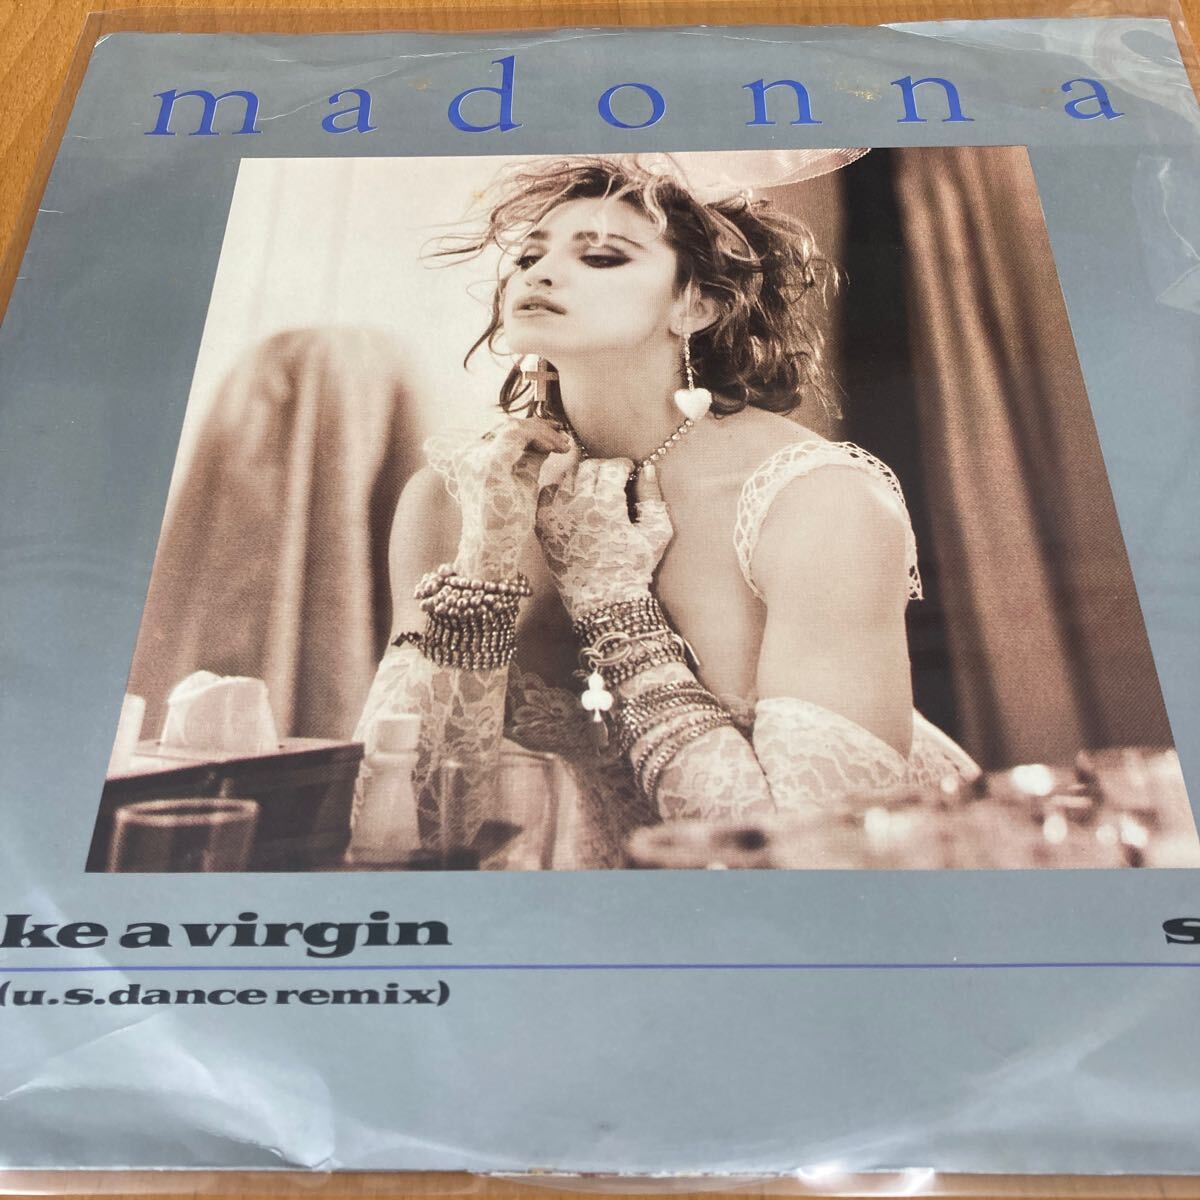 madonna
ke a virgin
s
(u.s. dance remix)